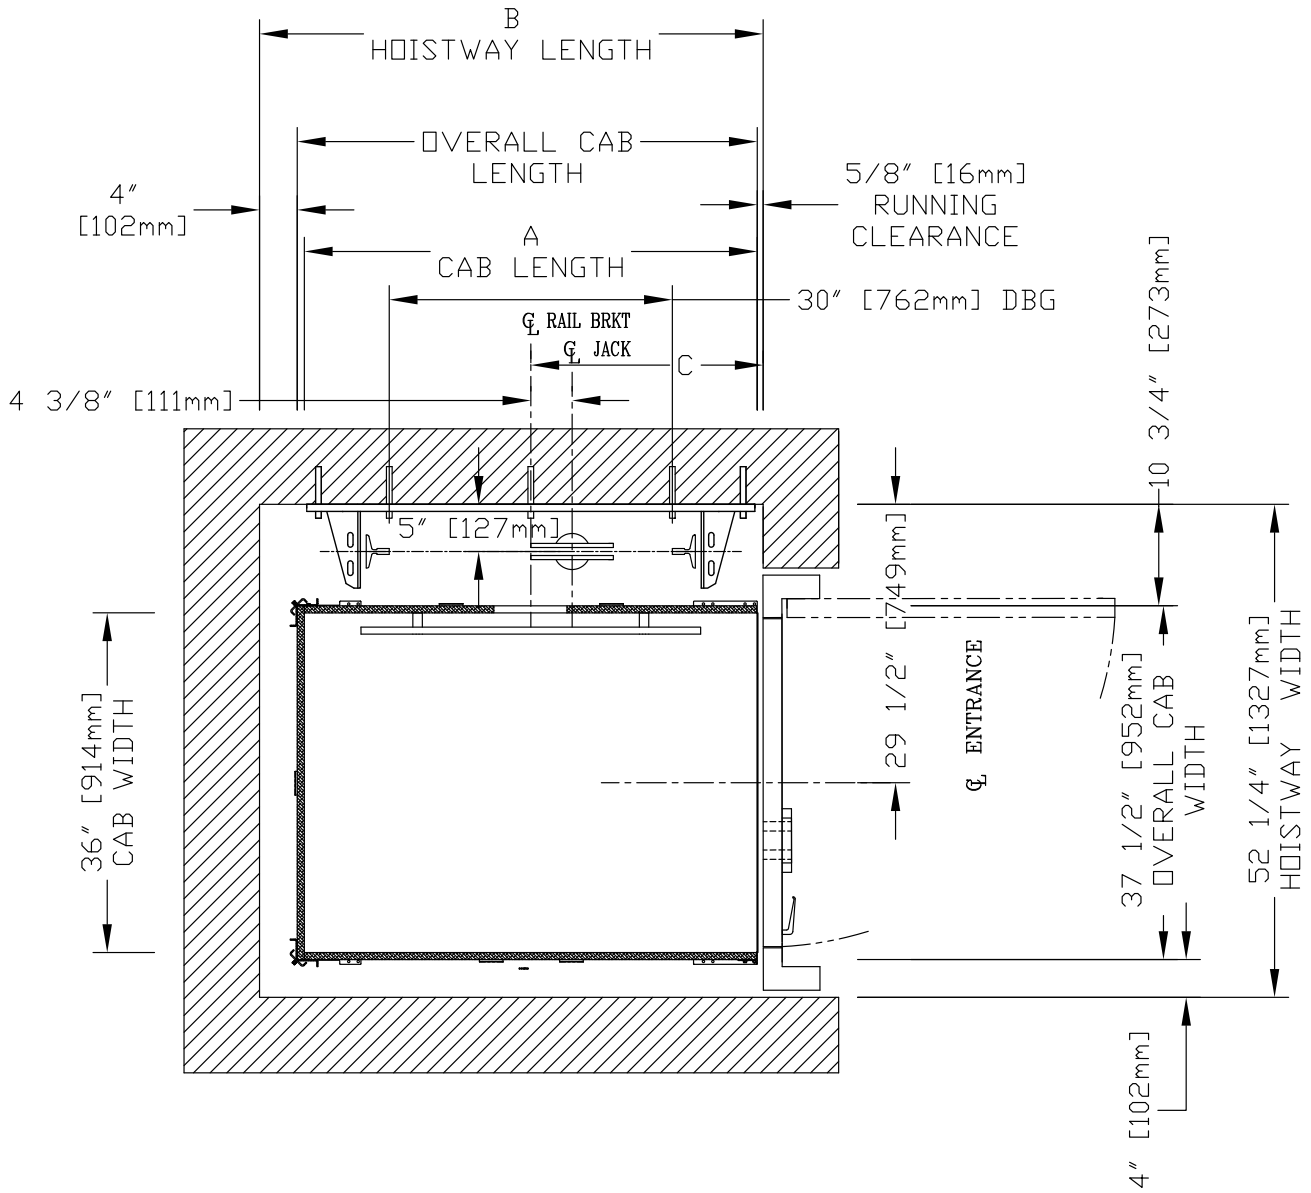 B
HOISTWAY LENGTH
OVERALL CAB
LENGTH
4"
[102mm]
5/8" [16mm]
RUNNING
CLEARANCE
A
CAB LENGTH
30" [762mm] DBG
℄ RAIL BRKT
℄ JACK
C
4 3/8" [111mm]
10 3/4" [273mm]
5" [127mm]
29 1/2" [749mm]
℄ ENTRANCE
36" [914mm]
CAB WIDTH
37 1/2" [952mm]
OVERALL CAB
WIDTH
52 1/4" [1327mm]
HOISTWAY WIDTH
4" [102mm]